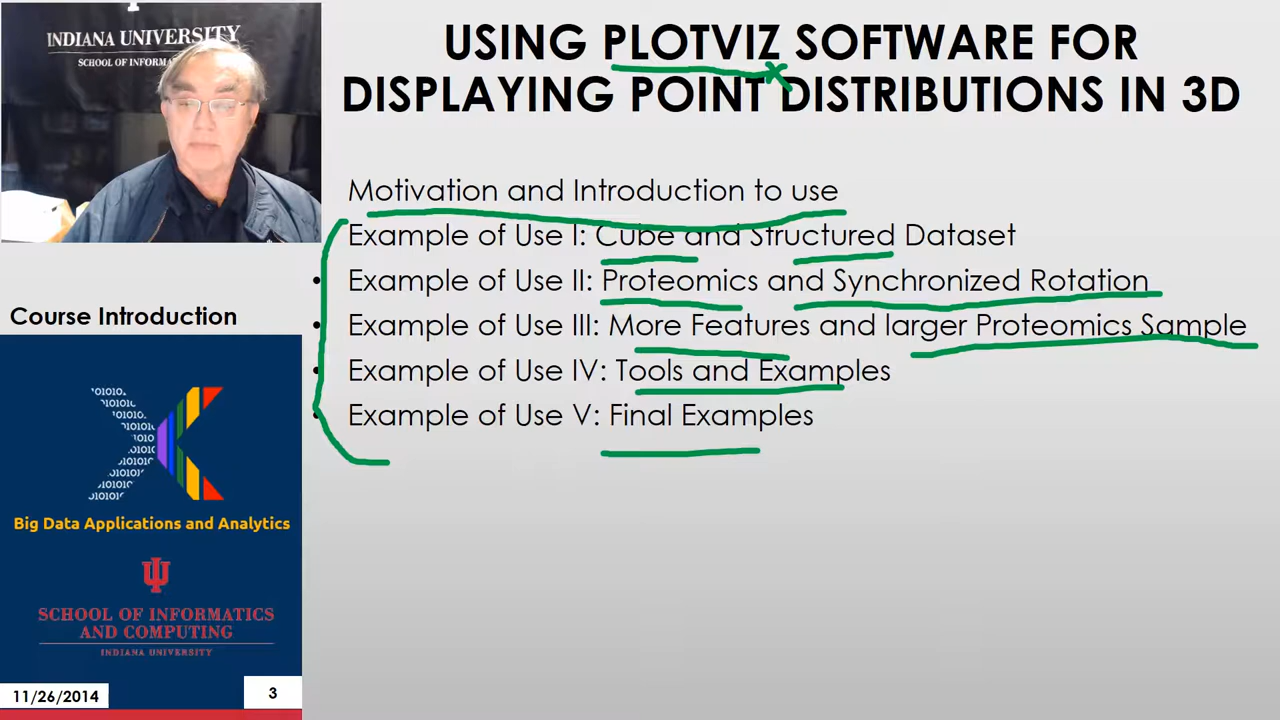 INDIANA UNIVERSITY
USING PLOTVIZ SOFTWARE FOR
DISPLAYING POINT DISTRIBUTIONS IN 3D
Motivation and Introduction to use
Example of Use I: Cube and Structured Dataset
• Example of Use II: Proteomics and Synchronized Rotation
• Example of Use III: More Features and larger Proteomics Sample
• Example of Use IV: Tools and Examples
• Example of Use V: Final Examples
Course Introduction
Big Data Applications and Analytics
SCHOOL OF INFORMATICS
AND COMPUTING
INDIANA UNIVERSITY
11/26/2014
3